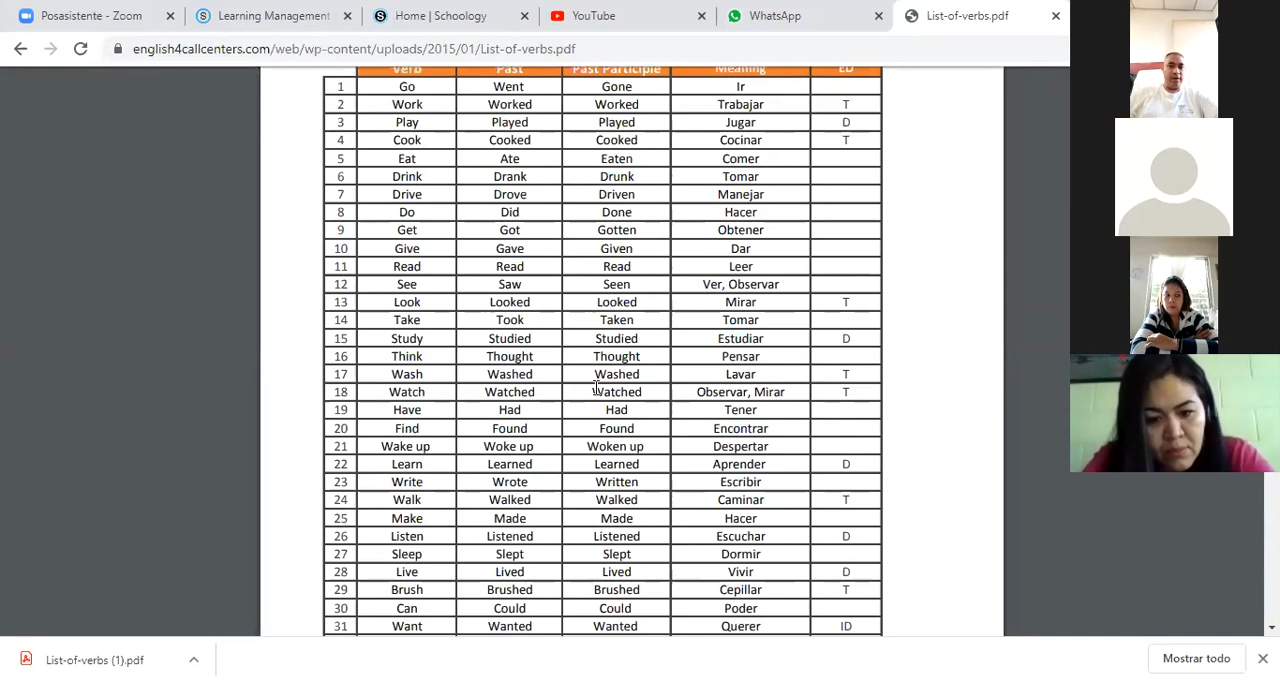 Posasistente - Zoom
Learning Management
Home | Schoology
YouTube
WhatsApp
List-of-verbs.pdf
english4callcenters.com/web/wp-content/uploads/2015/01/List-of-verbs.pdf
Verb Past Past Participle Meaning ED
1 Go Went Gone Ir
2 Work Worked Worked Trabajar T
3 Play Played Played Jugar D
4 Cook Cooked Cooked Cocinar T
5 Eat Ate Eaten Comer
6 Drink Drank Drunk Tomar
7 Drive Drove Driven Manejar
8 Do Did Done Hacer
9 Get Got Gotten Obtener
10 Give Gave Given Dar
11 Read Read Read Leer
12 See Saw Seen Ver, Observar
13 Look Looked Looked Mirar T
14 Take Took Taken Tomar
15 Study Studied Studied Estudiar D
16 Think Thought Thought Pensar
17 Wash Washed Washed Lavar T
18 Watch Watched Watched Observar, Mirar T
19 Have Had Had Tener
20 Find Found Found Encontrar
21 Wake up Woke up Woken up Despertar
22 Learn Learned Learned Aprender D
23 Write Wrote Written Escribir
24 Walk Walked Walked Caminar T
25 Make Made Made Hacer
26 Listen Listened Listened Escuchar D
27 Sleep Slept Slept Dormir
28 Live Lived Lived Vivir D
29 Brush Brushed Brushed Cepillar T
30 Can Could Could Poder
31 Want Wanted Wanted Querer ID
List-of-verbs (1).pdf
Mostrar todo